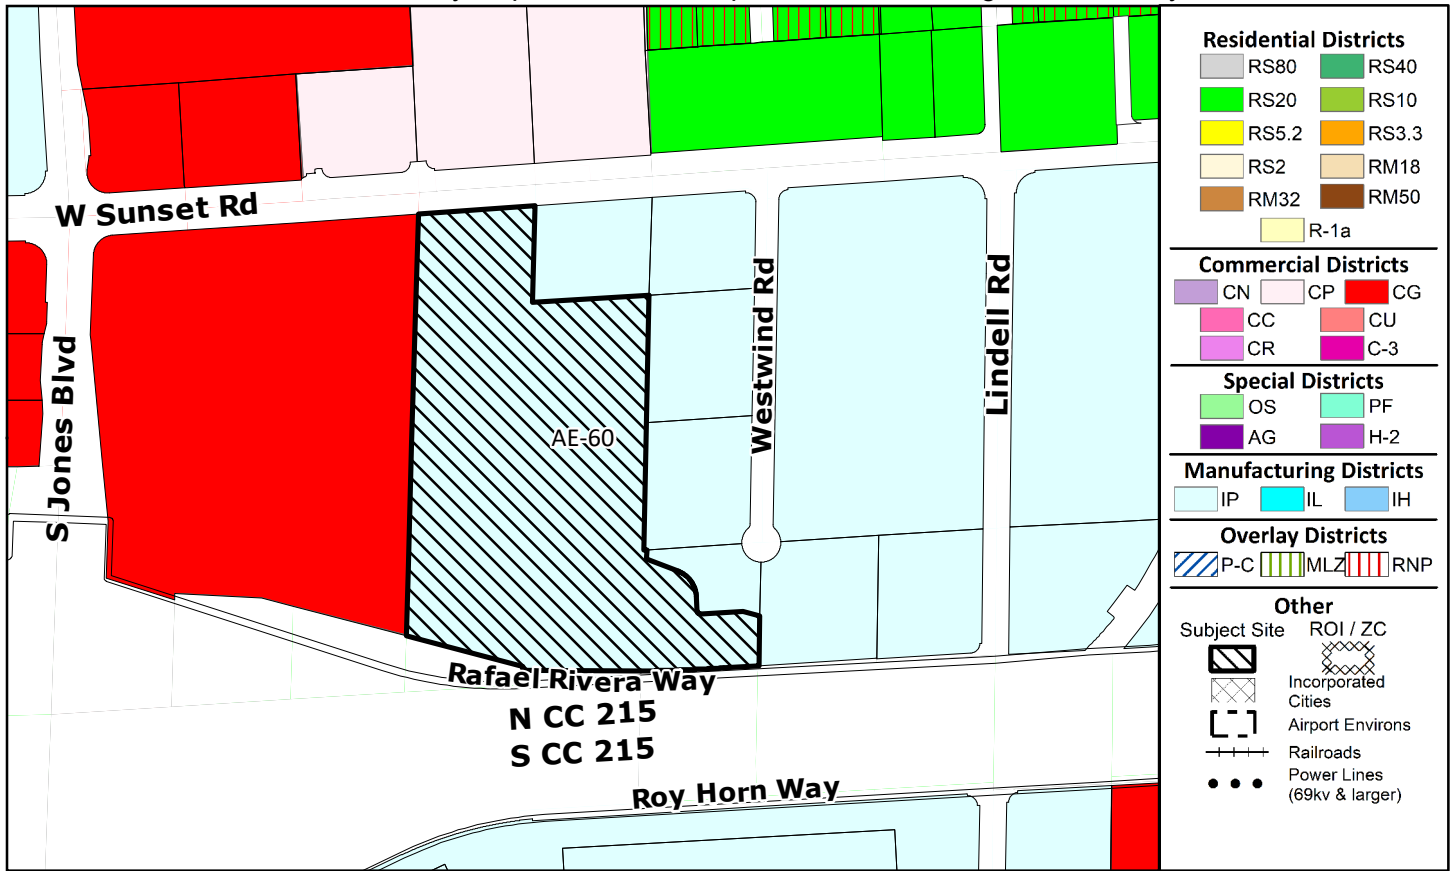 W Sunset Rd
S Jones Blvd
AE-60
Westwind Rd
Lindell Rd
Rafael Rivera Way
N CC 215
S CC 215
Roy Horn Way
Residential Districts
RS80 RS40
RS20 RS10
RS5.2 RS3.3
RS2 RM18
RM32 RM50
R-1a
Commercial Districts
CN CP CG
CC CU
CR C-3
Special Districts
OS PF
AG H-2
Manufacturing Districts
IP IL IH
Overlay Districts
P-C MLZ RNP
Other
Subject Site ROI / ZC
Incorporated
Cities
Airport Environs
Railroads
Power Lines
(69kv & larger)